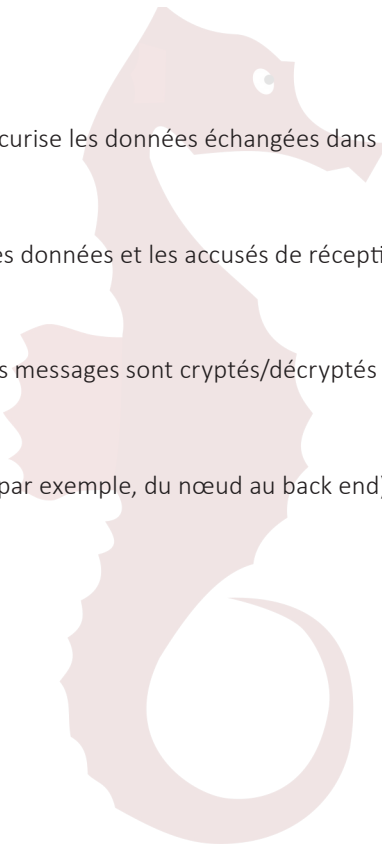 curise les données échangées dans
es données et les accusés de récepti
s messages sont cryptés/décryptés
par exemple, du nœud au back end)